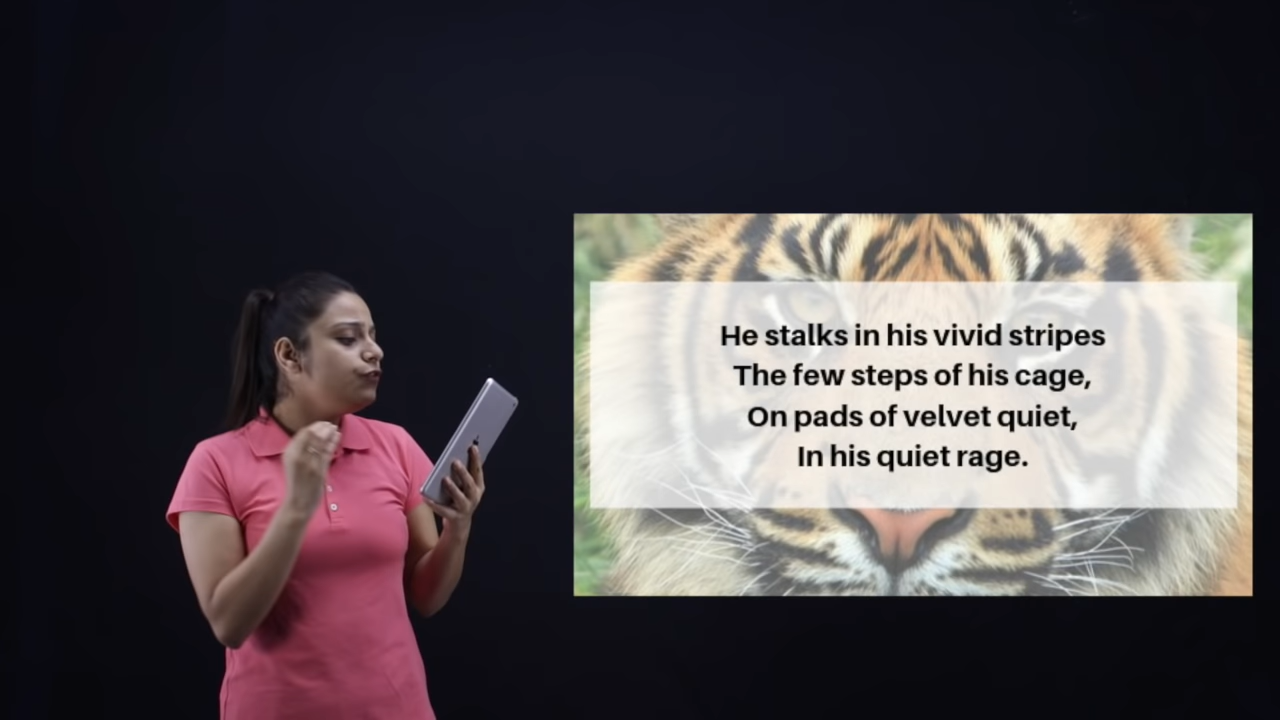 He stalks in his vivid stripes
The few steps of his cage,
On pads of velvet quiet,
In his quiet rage.